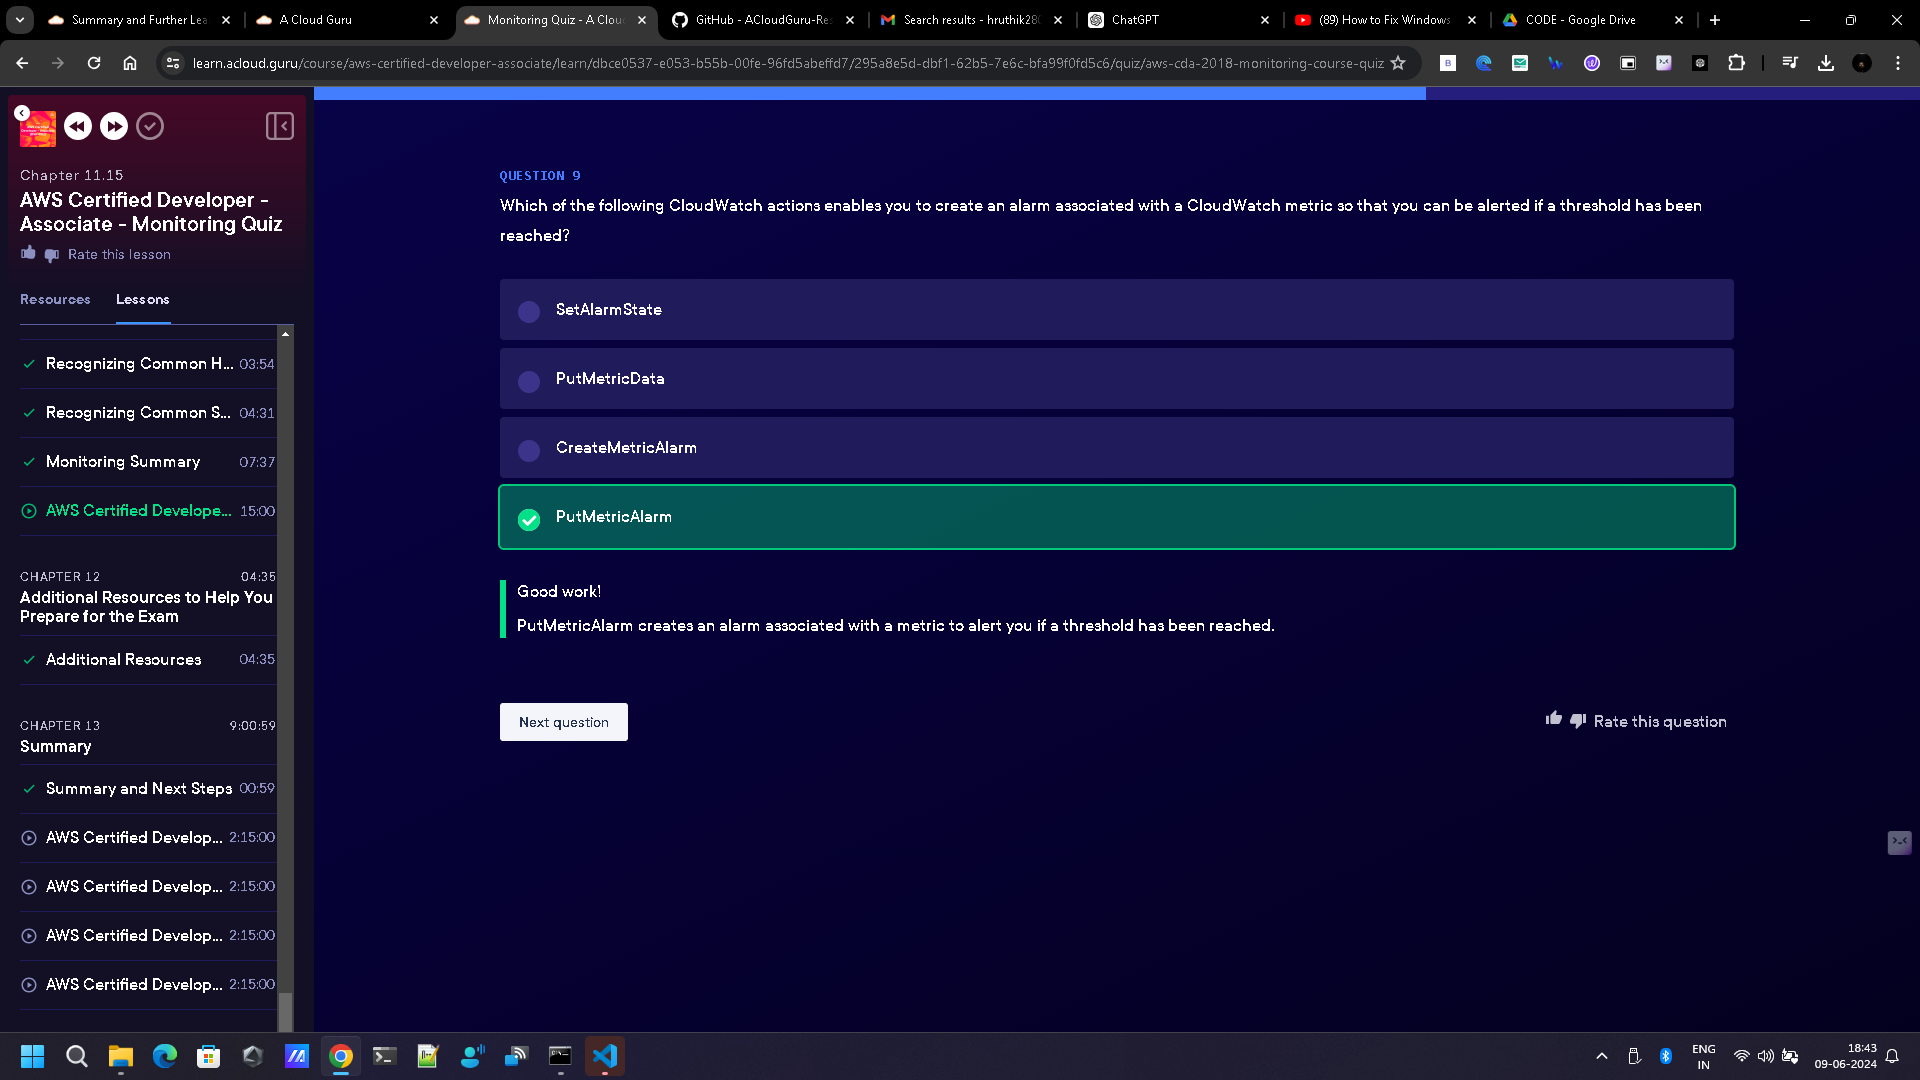 Summary and Further Lea
A Cloud Guru
Monitoring Quiz - A Clou
GitHub - ACloudGuru-Res
Search results - hruthik280
ChatGPT
(89) How to Fix Windows
CODE - Google Drive
learn.acloud.guru/course/aws-certified-developer-associate/learn/dbce0537-e053-b55b-00fe-96fd5abeffd7/295a8e5d-dbf1-62b5-7e6c-bfa99f0fd5c6/quiz/aws-cda-2018-monitoring-course-quiz
Chapter 11.15
AWS Certified Developer -
Associate - Monitoring Quiz
Rate this lesson
Resources
Lessons
Recognizing Common H... 03:54
Recognizing Common S... 04:31
Monitoring Summary 07:37
AWS Certified Develope... 15:00
CHAPTER 12 04:35
Additional Resources to Help You
Prepare for the Exam
Additional Resources 04:35
CHAPTER 13 9:00:59
Summary
Summary and Next Steps 00:59
AWS Certified Develop... 2:15:00
AWS Certified Develop... 2:15:00
AWS Certified Develop... 2:15:00
AWS Certified Develop... 2:15:00
QUESTION 9
Which of the following CloudWatch actions enables you to create an alarm associated with a CloudWatch metric so that you can be alerted if a threshold has been
reached?
SetAlarmState
PutMetricData
CreateMetricAlarm
PutMetricAlarm
Good work!
PutMetricAlarm creates an alarm associated with a metric to alert you if a threshold has been reached.
Next question
Rate this question
ENG
IN
18:43
09-06-2024